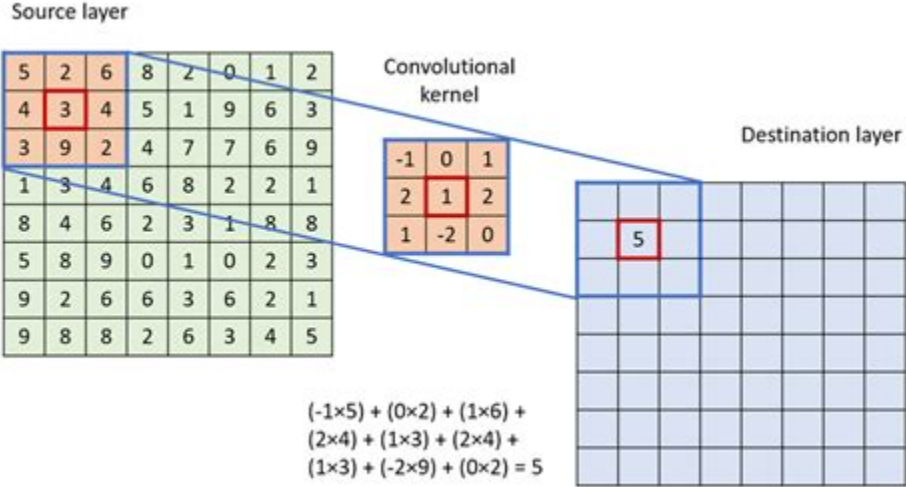 Source layer
5 2 6 8 2 0 1 2
4 3 4 5 1 9 6 3
3 9 2 4 7 7 6 9
1 3 4 6 8 2 2 1
8 4 6 2 3 1 8 8
5 8 9 0 1 0 2 3
9 2 6 6 3 6 2 1
9 8 8 2 6 3 4 5
Convolutional
kernel
-1 0 1
2 1 2
1 -2 0
Destination layer
5
(-1×5) + (0×2) + (1×6) +
(2×4) + (1×3) + (2×4) +
(1×3) + (-2×9) + (0×2) = 5